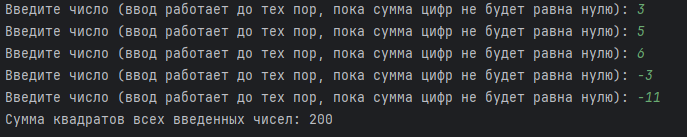 Введите число (ввод работает до тех пор, пока сумма цифр не будет равна нулю): 3
Введите число (ввод работает до тех пор, пока сумма цифр не будет равна нулю): 5
Введите число (ввод работает до тех пор, пока сумма цифр не будет равна нулю): 6
Введите число (ввод работает до тех пор, пока сумма цифр не будет равна нулю): -3
Введите число (ввод работает до тех пор, пока сумма цифр не будет равна нулю): -11
Сумма квадратов всех введенных чисел: 200